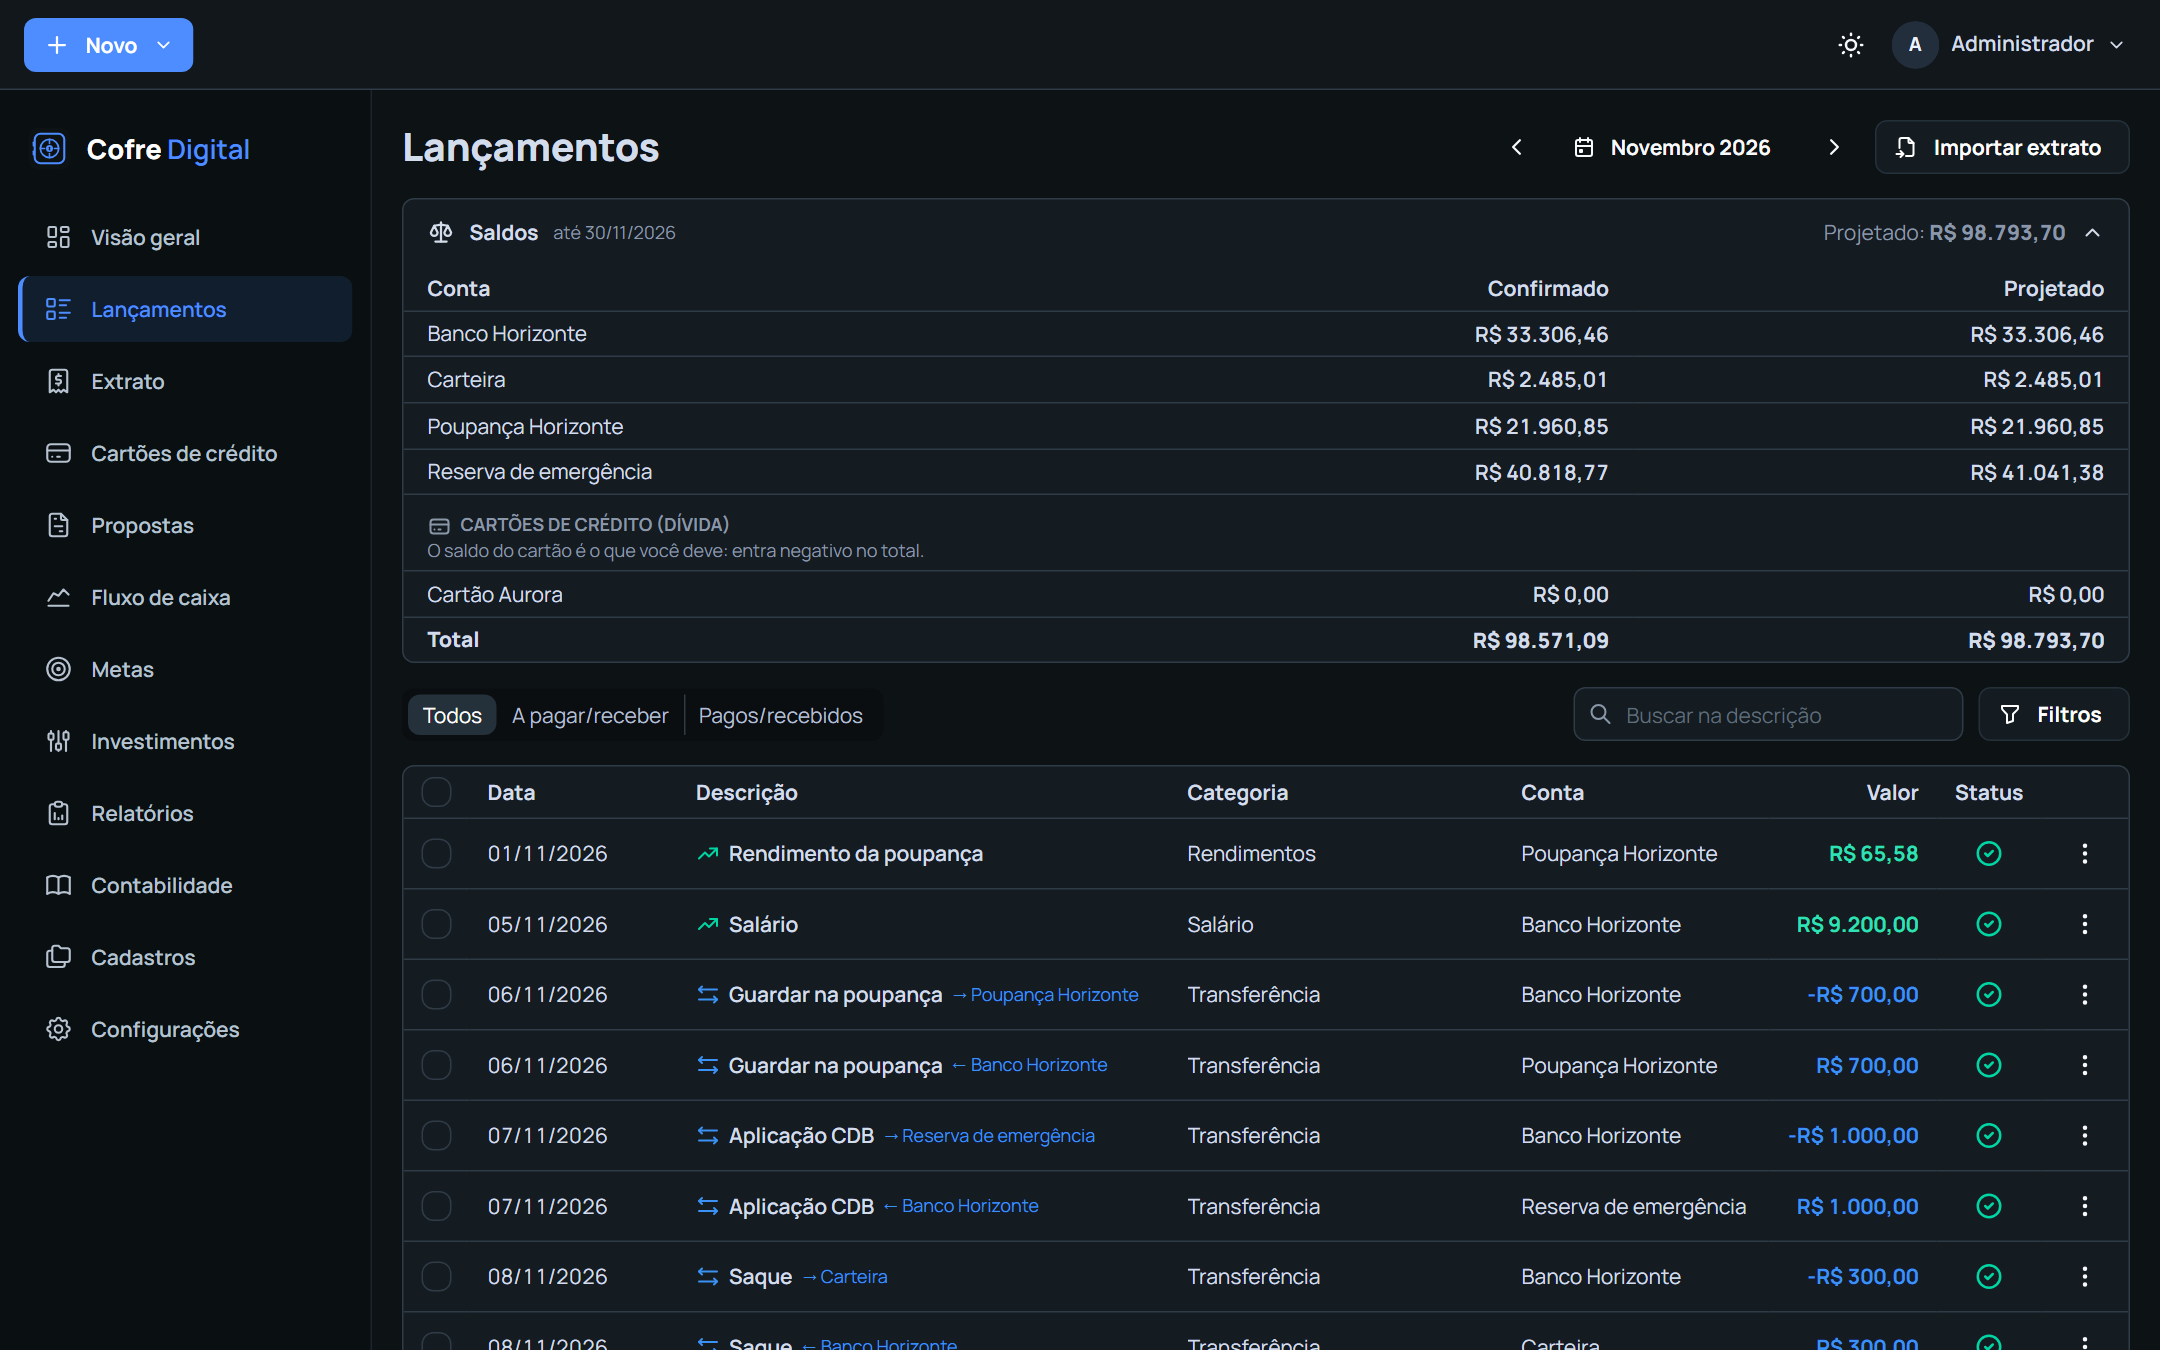 Novo
A Administrador
Cofre Digital
Visão geral
Lançamentos
Extrato
Cartões de crédito
Propostas
Fluxo de caixa
Metas
Investimentos
Relatórios
Contabilidade
Cadastros
Configurações
Lançamentos
Novembro 2026
Importar extrato
Saldos até 30/11/2026 Projetado: R$ 98.793,70
Conta Confirmado Projetado
Banco Horizonte R$ 33.306,46 R$ 33.306,46
Carteira R$ 2.485,01 R$ 2.485,01
Poupança Horizonte R$ 21.960,85 R$ 21.960,85
Reserva de emergência R$ 40.818,77 R$ 41.041,38
CARTÕES DE CRÉDITO (DÍVIDA)
O saldo do cartão é o que você deve: entra negativo no total.
Cartão Aurora R$ 0,00 R$ 0,00
Total R$ 98.571,09 R$ 98.793,70
Todos A pagar/receber Pagos/recebidos
Buscar na descrição Filtros
Data Descrição Categoria Conta Valor Status
01/11/2026 Rendimento da poupança Rendimentos Poupança Horizonte R$ 65,58
05/11/2026 Salário Salário Banco Horizonte R$ 9.200,00
06/11/2026 Guardar na poupança → Poupança Horizonte Transferência Banco Horizonte -R$ 700,00
06/11/2026 Guardar na poupança ← Banco Horizonte Transferência Poupança Horizonte R$ 700,00
07/11/2026 Aplicação CDB → Reserva de emergência Transferência Banco Horizonte -R$ 1.000,00
07/11/2026 Aplicação CDB ← Banco Horizonte Transferência Reserva de emergência R$ 1.000,00
08/11/2026 Saque → Carteira Transferência Banco Horizonte -R$ 300,00
08/11/2026 Saque ← Banco Horizonte Transferência Carteira R$ 300,00